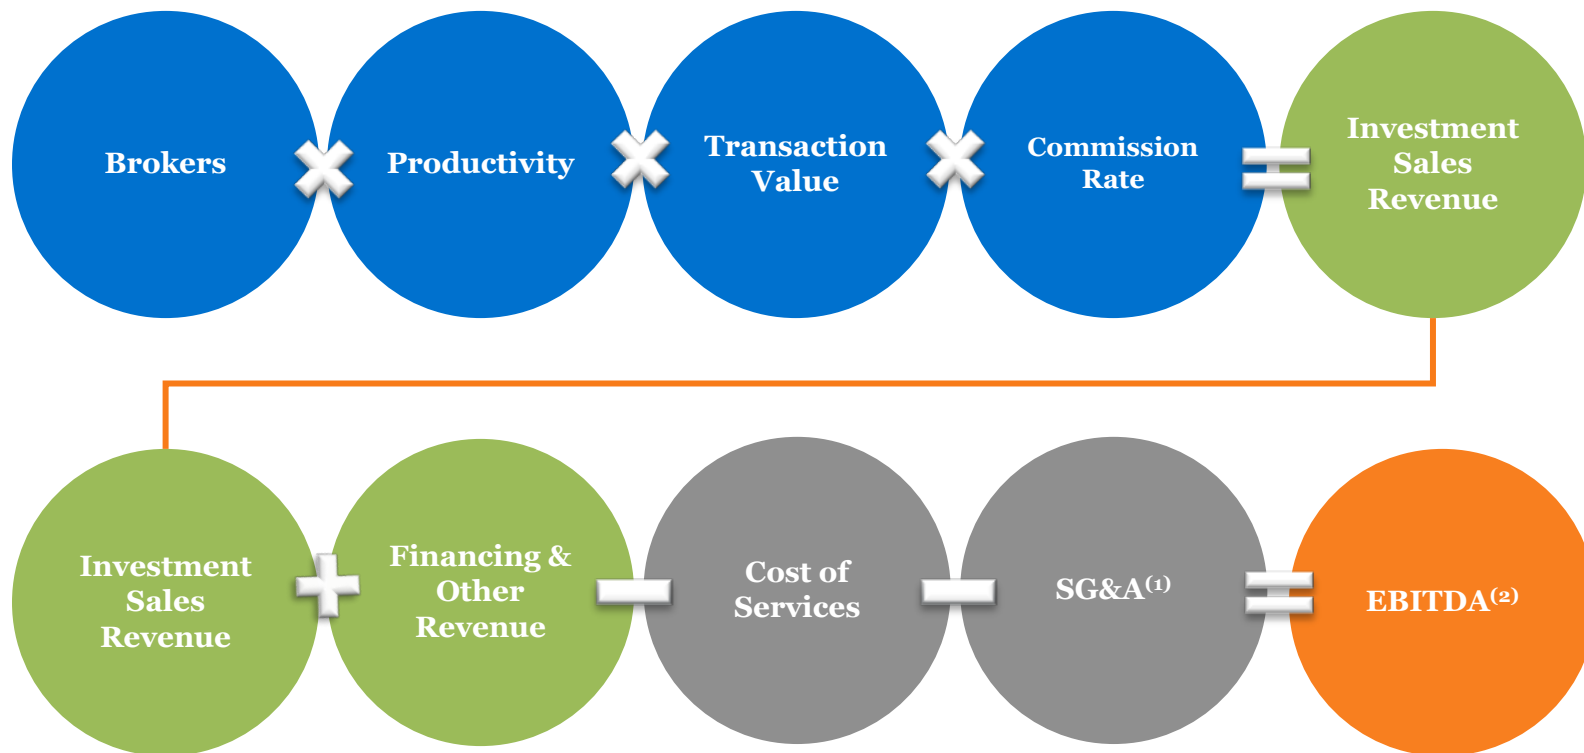 Brokers
Productivity
Transaction
Value
Commission
Rate
Investment
Sales
Revenue
Investment
Sales
Revenue
Financing &
Other
Revenue
Cost of
Services
SG&A(1)
EBITDA(2)